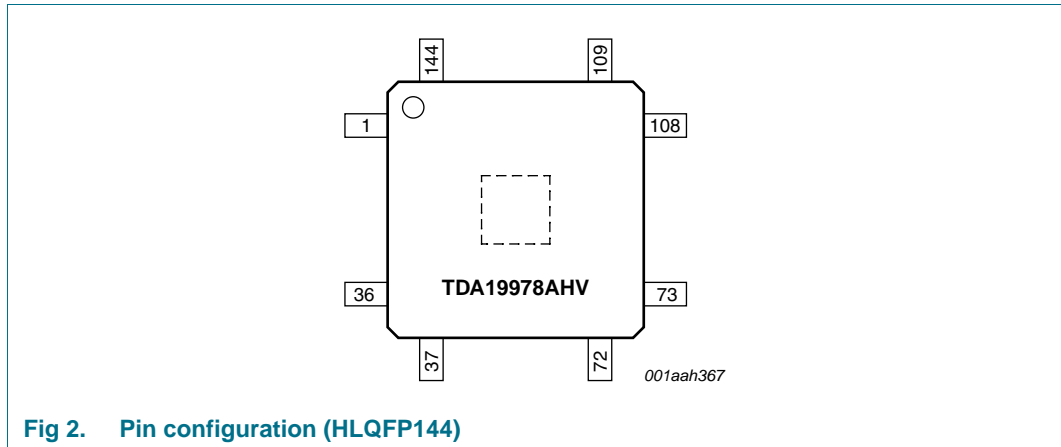 144 109
1 108
36 TDA19978AHV 73
37 72
001aah367
Fig 2. Pin configuration (HLQFP144)